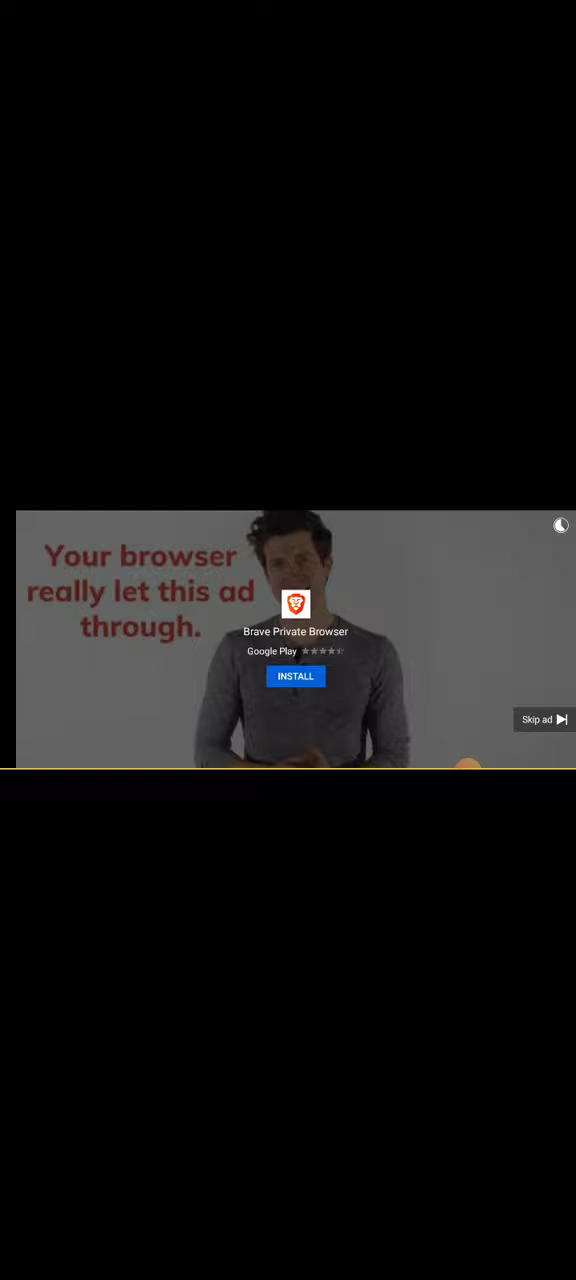 Your browser
really let this ad
through.
Brave Private Browser
Google Play
INSTALL
Skip ad